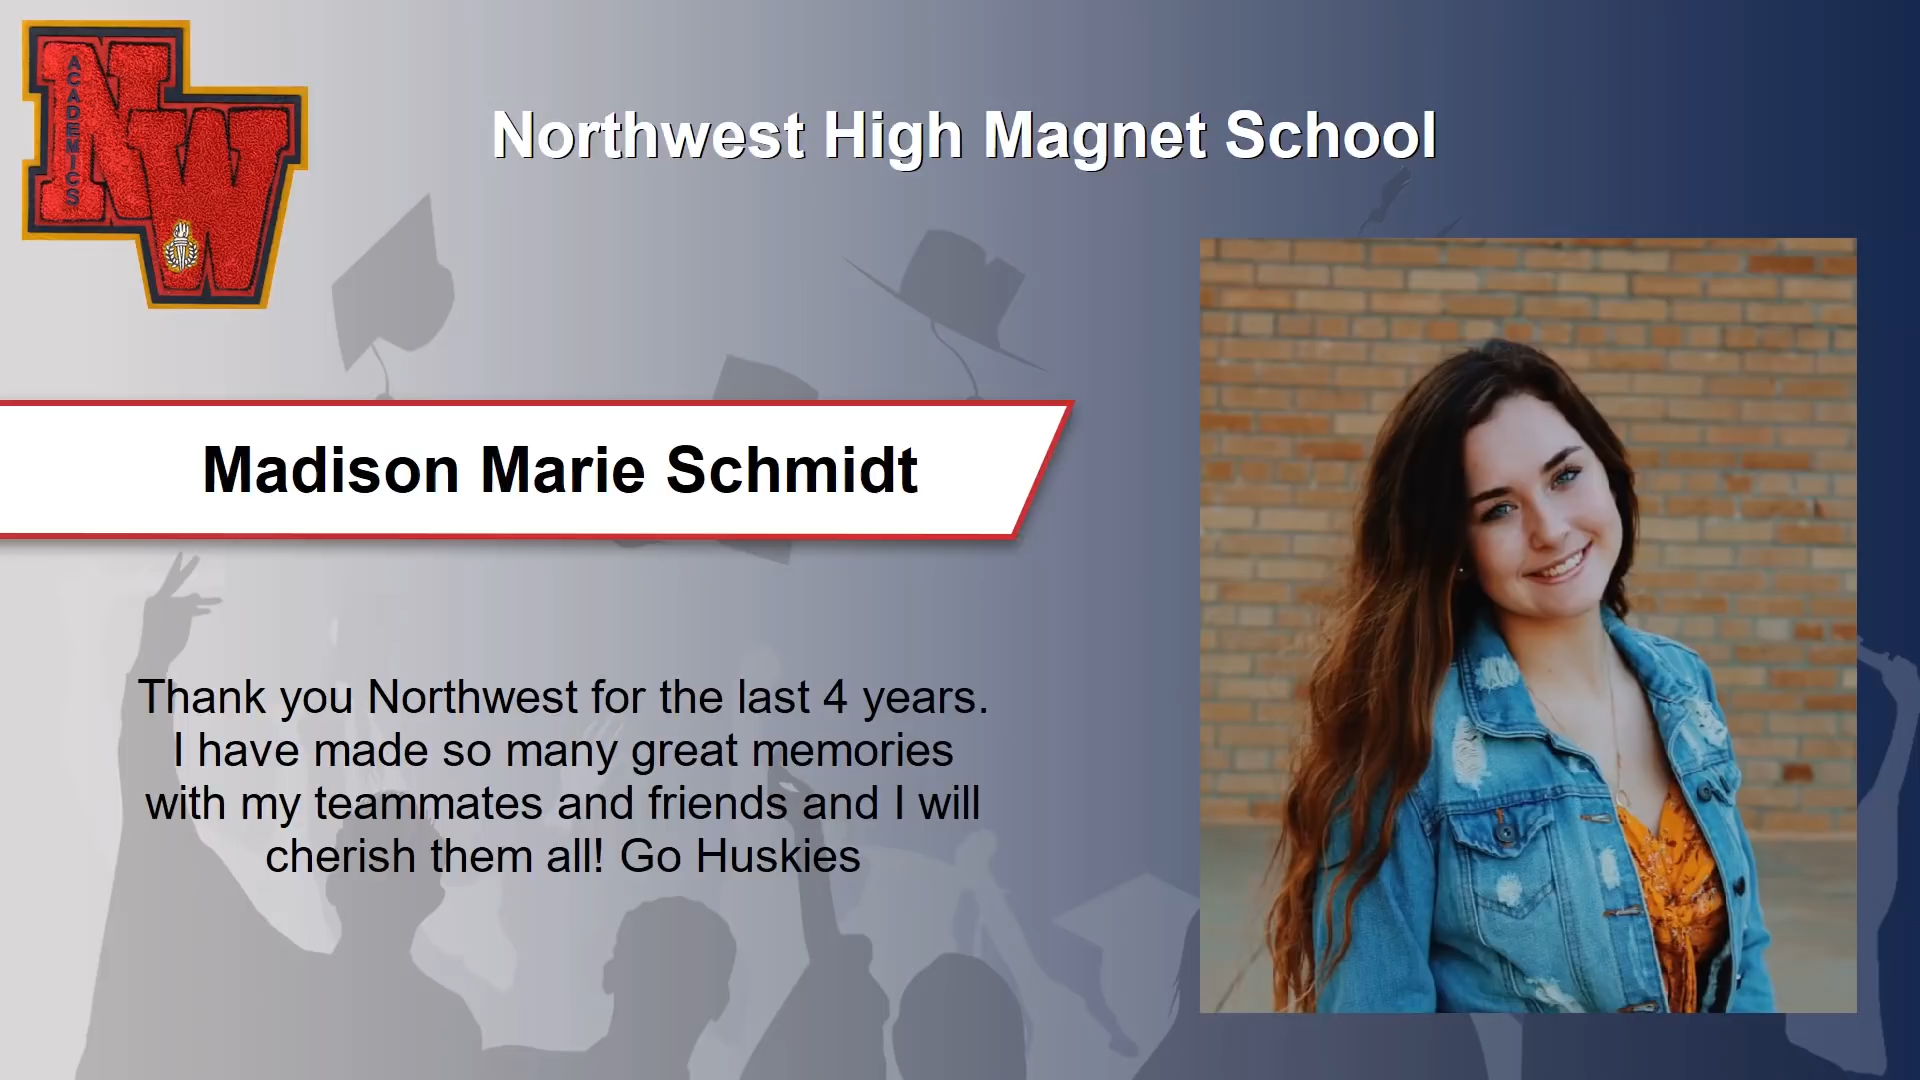 NW
ACADEMICS
Northwest High Magnet School
Madison Marie Schmidt
Thank you Northwest for the last 4 years.
I have made so many great memories
with my teammates and friends and I will
cherish them all! Go Huskies